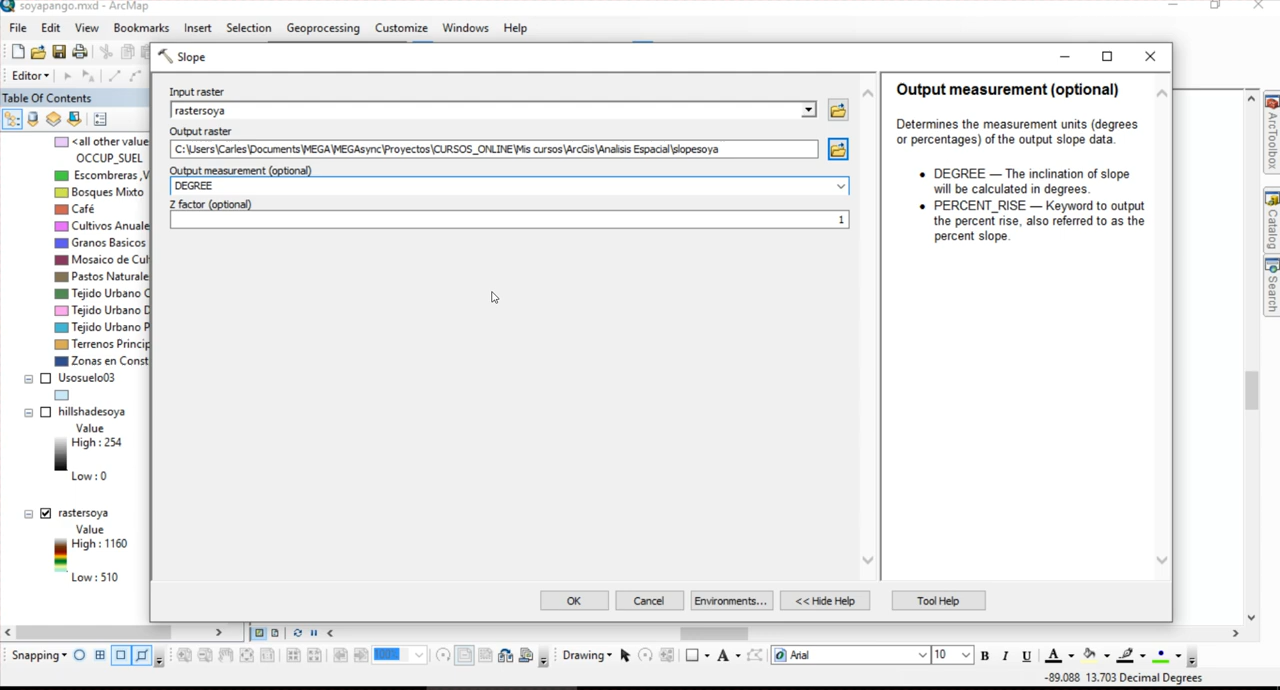 soyapango.mxd - ArcMap
File Edit View Bookmarks Insert Selection Geoprocessing Customize Windows Help
Editor
Table Of Contents
<all other value
OCCUP_SUEL
Escombreras ,V
Bosques Mixto
Café
Cultivos Anuale
Granos Basicos
Mosaico de Cul
Pastos Naturale
Tejido Urbano C
Tejido Urbano D
Tejido Urbano P
Terrenos Princip
Zonas en Const
Usosuelo03
hillshadesoya
Value
High : 254
Low : 0
rastersoya
Value
High : 1160
Low : 510
Slope
Input raster
rastersoya
Output raster
C:\Users\Carles\Documents\MEGA\MEGAsync\Proyectos\CURSOS_ONLINE\Mis cursos\ArcGis\Analisis Espacial\slopesoya
Output measurement (optional)
DEGREE
Z factor (optional)
1
OK Cancel Environments... << Hide Help Tool Help
Output measurement (optional)
Determines the measurement units (degrees
or percentages) of the output slope data.
• DEGREE — The inclination of slope
will be calculated in degrees.
• PERCENT_RISE — Keyword to output
the percent rise, also referred to as the
percent slope.
ArcToolbox
Catalog
Search
Snapping
100%
Drawing
A
Arial
10
B I U A
-89.088 13.703 Decimal Degrees